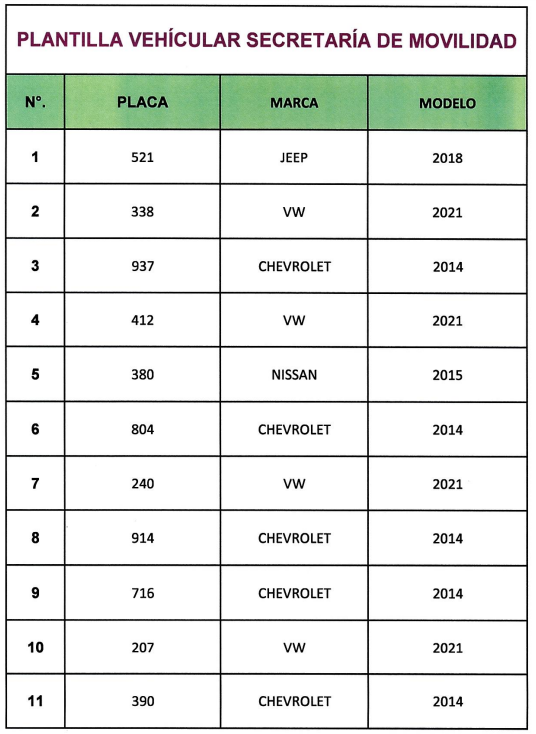 PLANTILLA VEHÍCULAR SECRETARÍA DE MOVILIDAD
N°. PLACA MARCA MODELO
1 521 JEEP 2018
2 338 VW 2021
3 937 CHEVROLET 2014
4 412 VW 2021
5 380 NISSAN 2015
6 804 CHEVROLET 2014
7 240 VW 2021
8 914 CHEVROLET 2014
9 716 CHEVROLET 2014
10 207 VW 2021
11 390 CHEVROLET 2014